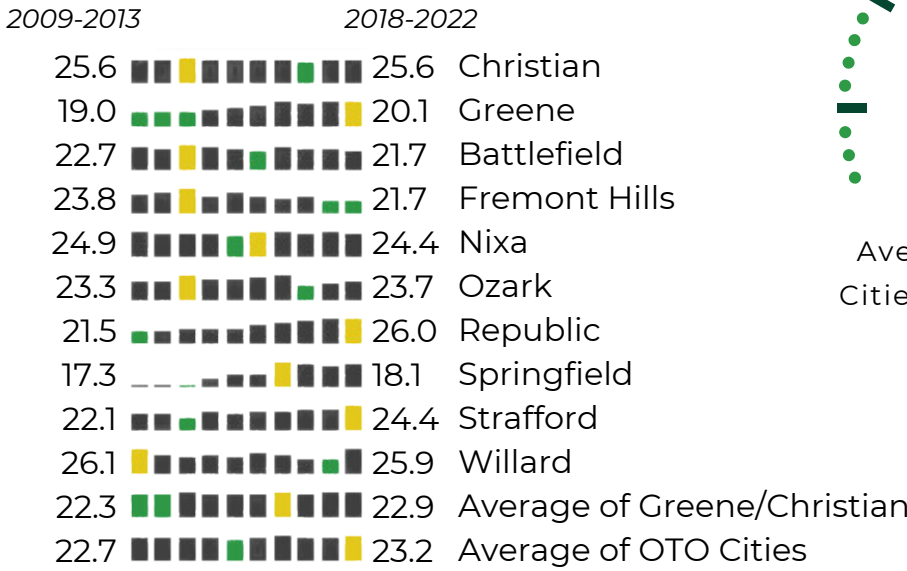 2009-2013 2018-2022
25.6 25.6 Christian
19.0 20.1 Greene
22.7 21.7 Battlefield
23.8 21.7 Fremont Hills
24.9 24.4 Nixa
23.3 23.7 Ozark
21.5 26.0 Republic
17.3 18.1 Springfield
22.1 24.4 Strafford
26.1 25.9 Willard
22.3 22.9 Average of Greene/Christian
22.7 23.2 Average of OTO Cities
Ave
Citie